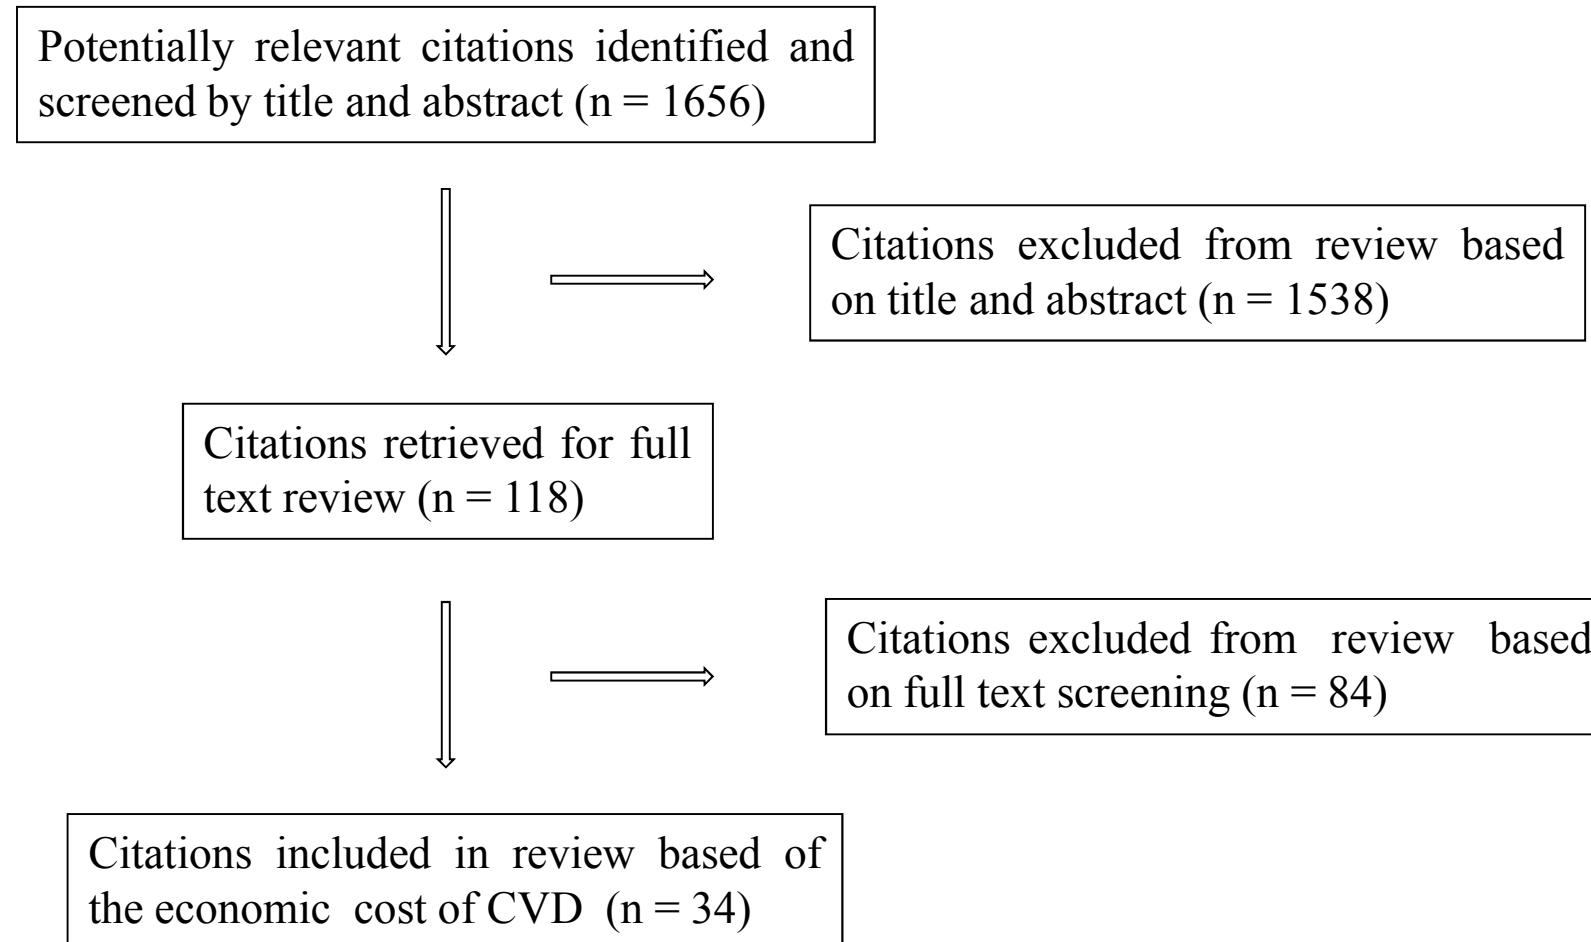 Potentially relevant citations identified and
screened by title and abstract (n = 1656)
Citations excluded from review based
on title and abstract (n = 1538)
Citations retrieved for full
text review (n = 118)
Citations excluded from review based
on full text screening (n = 84)
Citations included in review based of
the economic cost of CVD (n = 34)